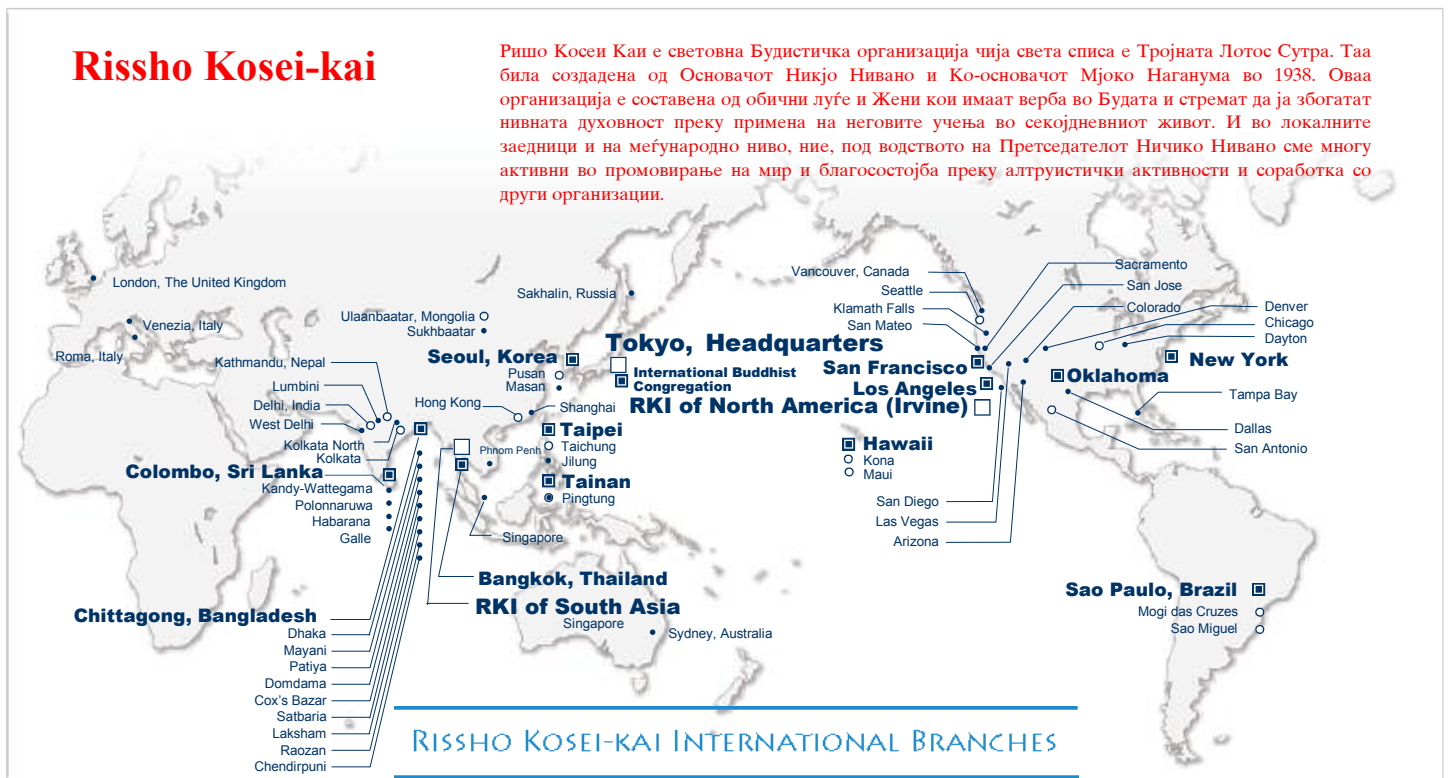 Rissho Kosei-kai
Ришо Косеи Каи е световна Будистичка организација чија света списа е Тројната Лотос Сутра. Таа
била создадена од Основачот Никјо Нивано и Ко-основачот Мјоко Наганума во 1938. Оваа
организација е составена од обични луѓе и Жени кои имаат верба во Будата и стремат да ја збогатат
нивната духовност преку примена на неговите учења во секојдневниот живот. И во локалните
заедници и на меѓународно ниво, ние, под водството на Претседателот Ничико Нивано сме многу
активни во промовирање на мир и благосостојба преку алтруистички активности и соработка со
други организации.
London, The United Kingdom
Venezia, Italy
Roma, Italy
Sakhalin, Russia
Ulaanbaatar, Mongolia
Sukhbaatar
Kathmandu, Nepal
Lumbini
Delhi, India
West Delhi
Kolkata North
Kolkata
Colombo, Sri Lanka
Kandy-Wattegama
Polonnaruwa
Habarana
Galle
Seoul, Korea
Pusan
Masan
Hong Kong
Shanghai
Tokyo, Headquarters
International Buddhist
Congregation
Taipei
Taichung
Jilung
Tainan
Pingtung
Phnom Penh
Singapore
Bangkok, Thailand
RKI of South Asia
Singapore
Sydney, Australia
Chittagong, Bangladesh
Dhaka
Mayani
Patiya
Domdama
Cox's Bazar
Satbaria
Laksham
Raozan
Chendirpuni
Vancouver, Canada
Seattle
Klamath Falls
San Mateo
San Francisco
Los Angeles
RKI of North America (Irvine)
Hawaii
Kona
Maui
San Diego
Las Vegas
Arizona
Sacramento
San Jose
Colorado
Denver
Chicago
Dayton
New York
Oklahoma
Tampa Bay
Dallas
San Antonio
Sao Paulo, Brazil
Mogi das Cruzes
Sao Miguel
Rissho Kosei-kai International Branches